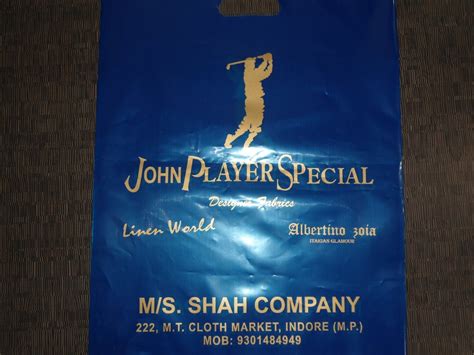 JOHN PLAYER SPECIAL
Designer Fabrics
Linen World
Albertino zoia
ITALIAN GLAMOUR
M/S. SHAH COMPANY
222, M.T. CLOTH MARKET, INDORE (M.P.)
MOB: 9301484949